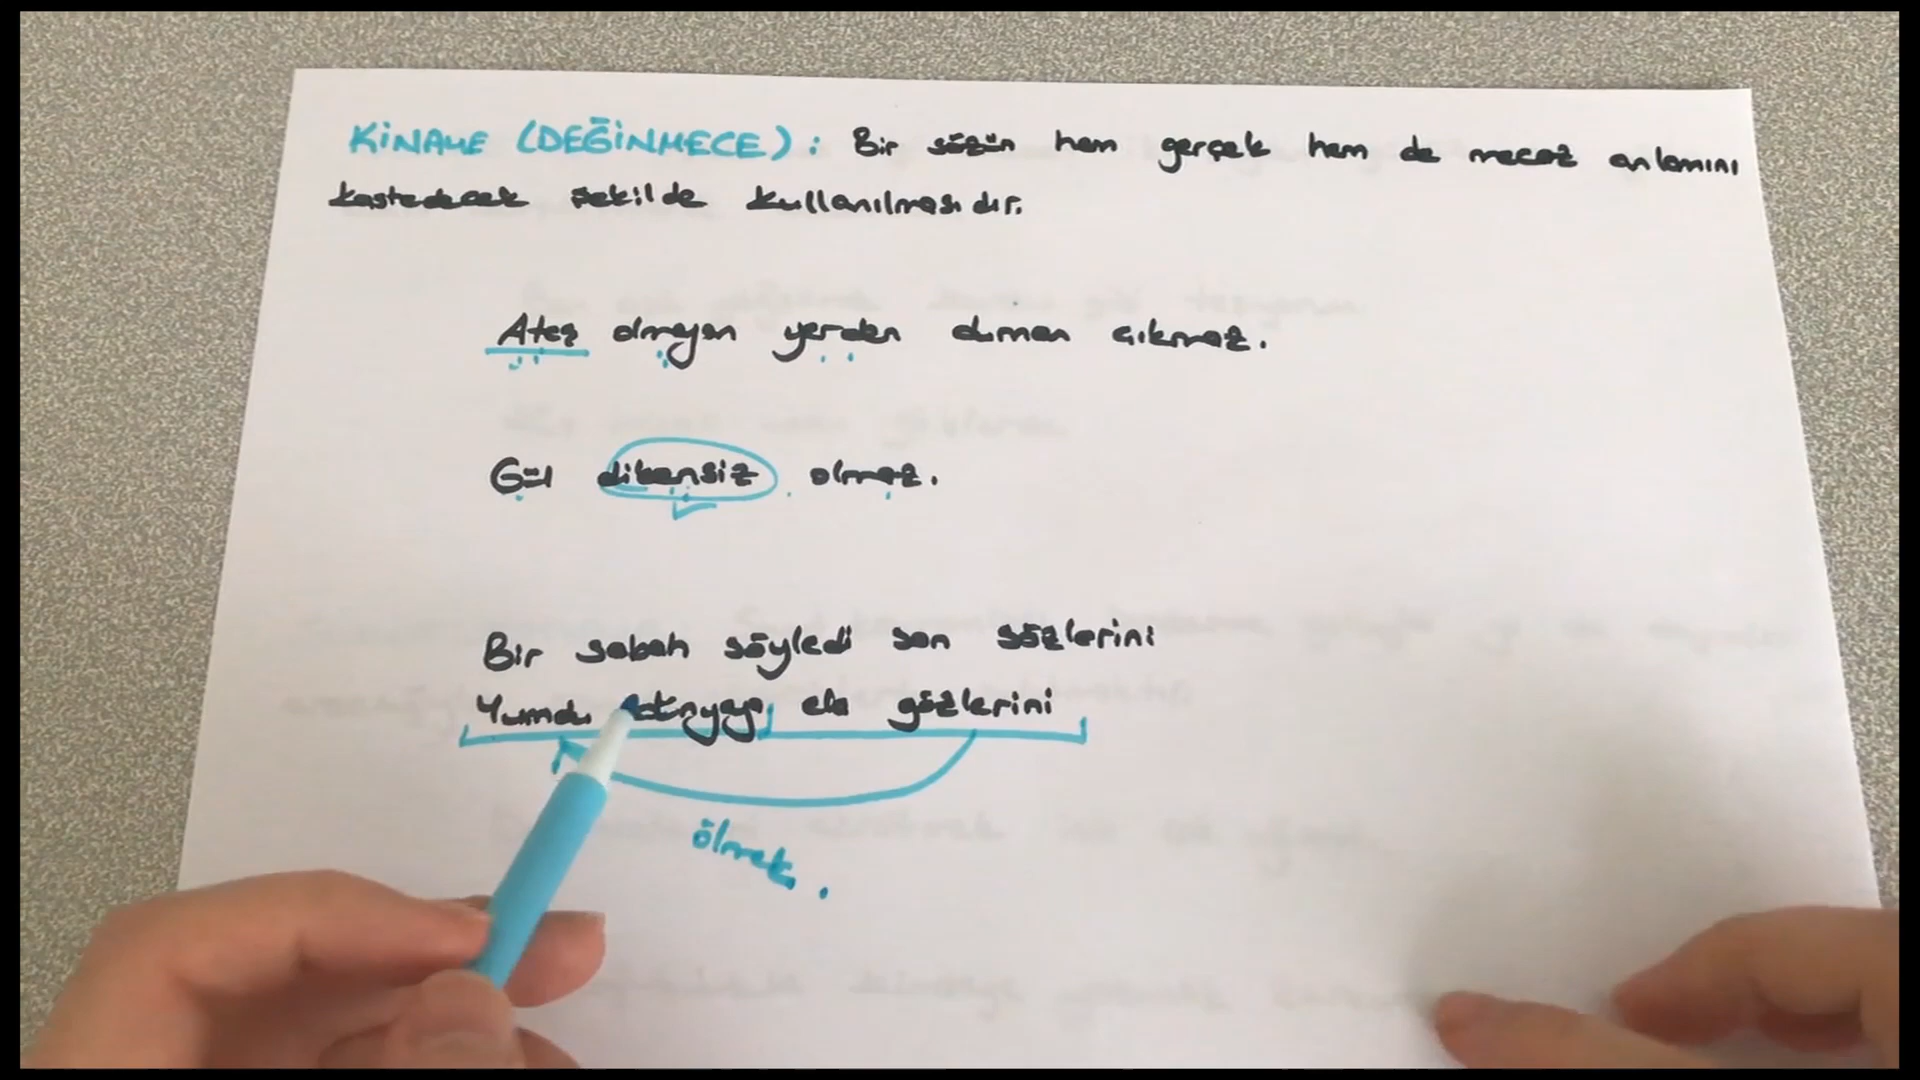 KİNAYE (DEĞİNMECE) : Bir sözün hem gerçek hem de mecaz anlamını
kastedecek şekilde kullanılmasıdır.
Ateş olmayan yerden duman çıkmaz.
Gül dikensiz olmaz.
Bir sabah söyledi son sözlerini
Yumdu dünyaya ela gözlerini
ölmek.